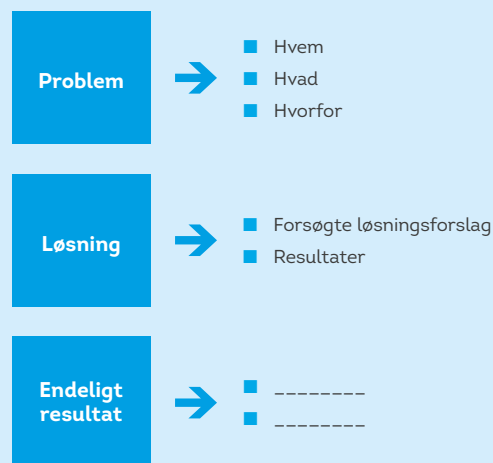 Problem
Hvem
Hvad
Hvorfor
Løsning
Forsøgte løsningsforslag
Resultater
Endeligt
resultat
________
________